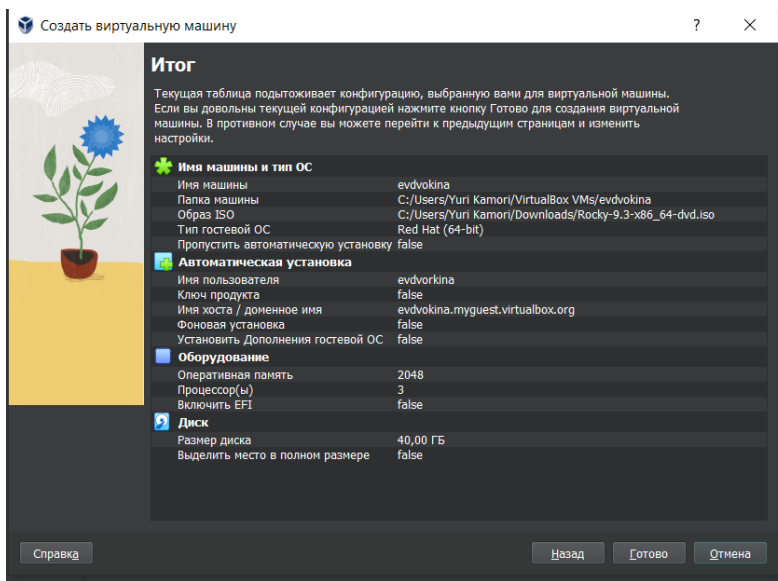 Создать виртуальную машину
?
Итог
Текущая таблица подытоживает конфигурацию, выбранную вами для виртуальной машины.
Если вы довольны текущей конфигурацией нажмите кнопку Готово для создания виртуальной
машины. В противном случае вы можете перейти к предыдущим страницам и изменить
настройки.
Имя машины и тип ОС
Имя машины evdvokina
Папка машины C:/Users/Yuri Kamori/VirtualBox VMs/evdvokina
Образ ISO C:/Users/Yuri Kamori/Downloads/Rocky-9.3-x86_64-dvd.iso
Тип гостевой ОС Red Hat (64-bit)
Пропустить автоматическую установку false
Автоматическая установка
Имя пользователя evdvorkina
Ключ продукта false
Имя хоста / доменное имя evdvokina.myguest.virtualbox.org
Фоновая установка false
Установить Дополнения гостевой ОС false
Оборудование
Оперативная память 2048
Процессор(ы) 3
Включить EFI false
Диск
Размер диска 40,00 ГБ
Выделить место в полном размере false
Справка Назад Готово Отмена